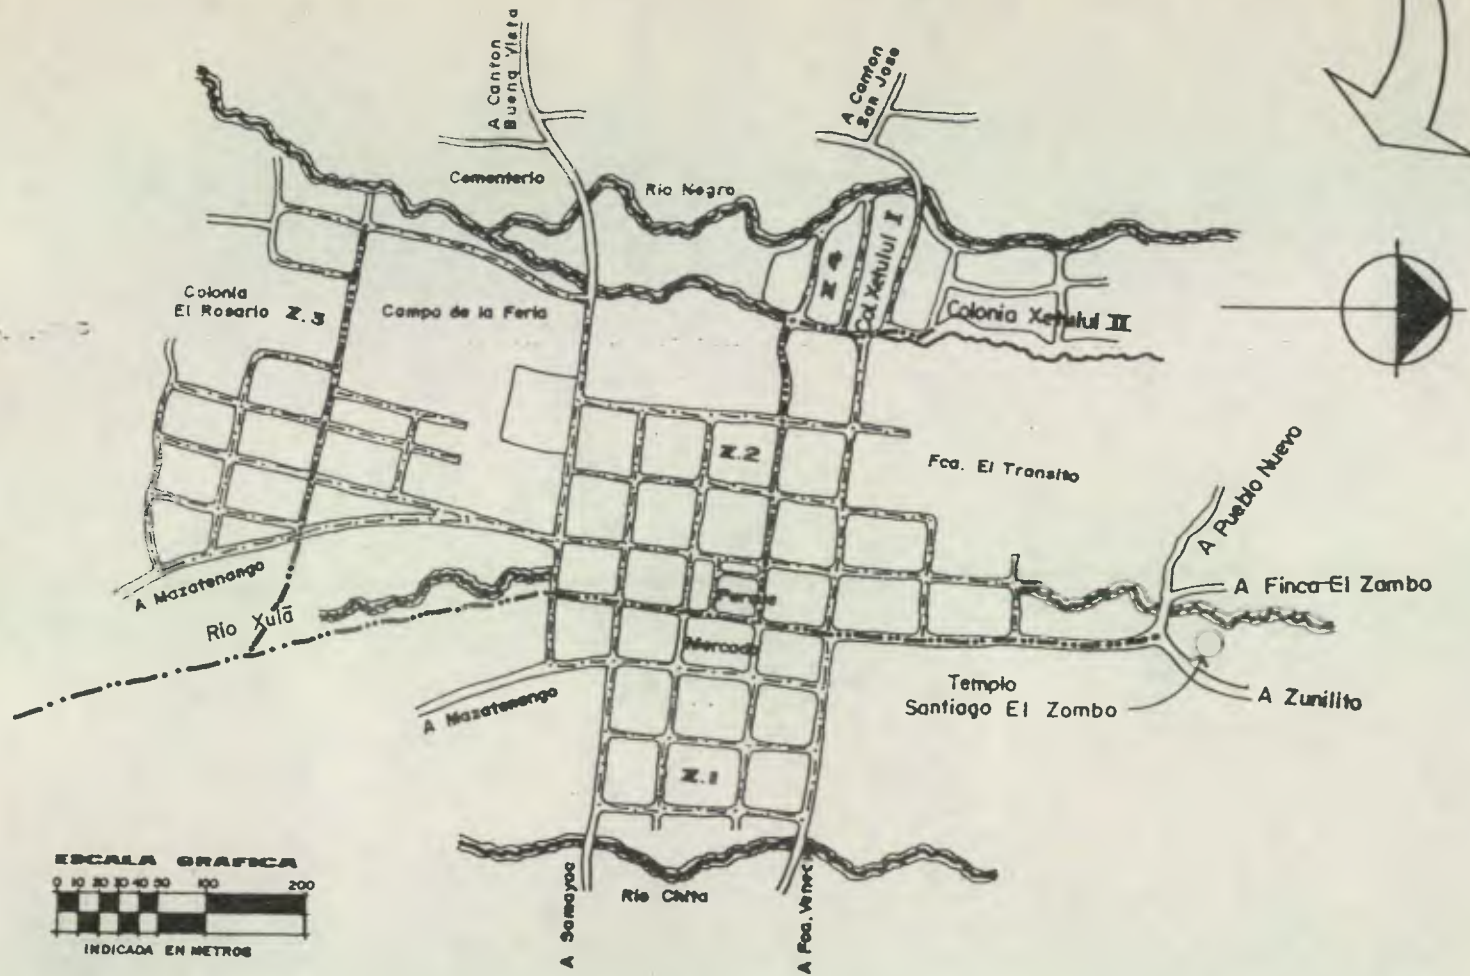 A Canton
Buena Vista
A Canton
San Jose
Cementerio
Rio Negro
Z 4
Col Xetulul I
Colonia
El Rosario Z.3
Campo de la Feria
Colonia Xetulul II
Z.2
Fca. El Transito
A Pueblo Nuevo
A Mazatenango
Rio Xulá
Parque
A Finca El Zambo
Mercado
Templo
Santiago El Zombo
A Zunilito
A Mazatenango
Z.1
ESCALA GRAFICA
0 10 20 30 40 50 100 200
INDICADA EN METROS
Rio Chita
A Samayac
A Fca. Venec